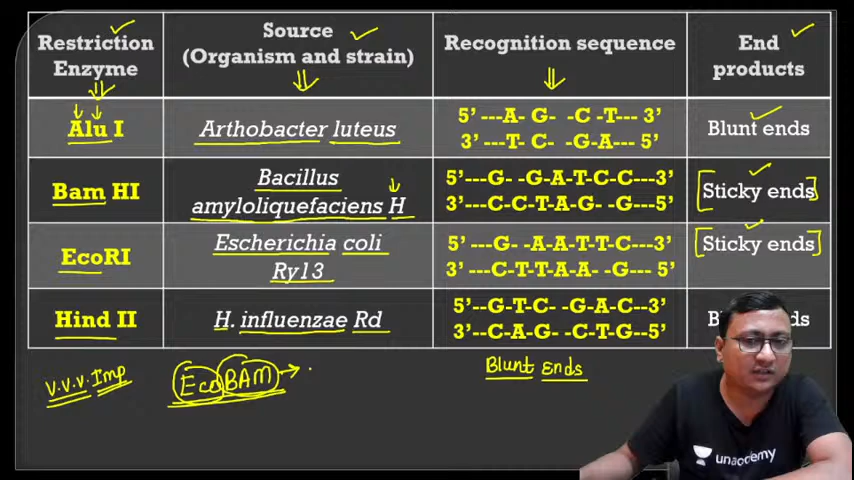 Restriction Enzyme
Source (Organism and strain)
Recognition sequence
End products
Alu I
Arthobacter luteus
5' ---A- G- -C -T--- 3'
3' ---T- C- -G-A--- 5'
Blunt ends
Bam HI
Bacillus amyloliquefaciens H
5'---G- -G-A-T-C-C---3'
3'---C-C-T-A-G- -G---5'
Sticky ends
EcoRI
Escherichia coli Ry13
5' ---G- -A-A-T-T-C---3'
3' ---C-T-T-A-A- -G--- 5'
Sticky ends
Hind II
H. influenzae Rd
5'---G-T-C- -G-A-C--3'
3'---C-A-G- -C-T-G--5'
V.V.V. Imp
EcoBAM →
Blunt Ends
unacademy